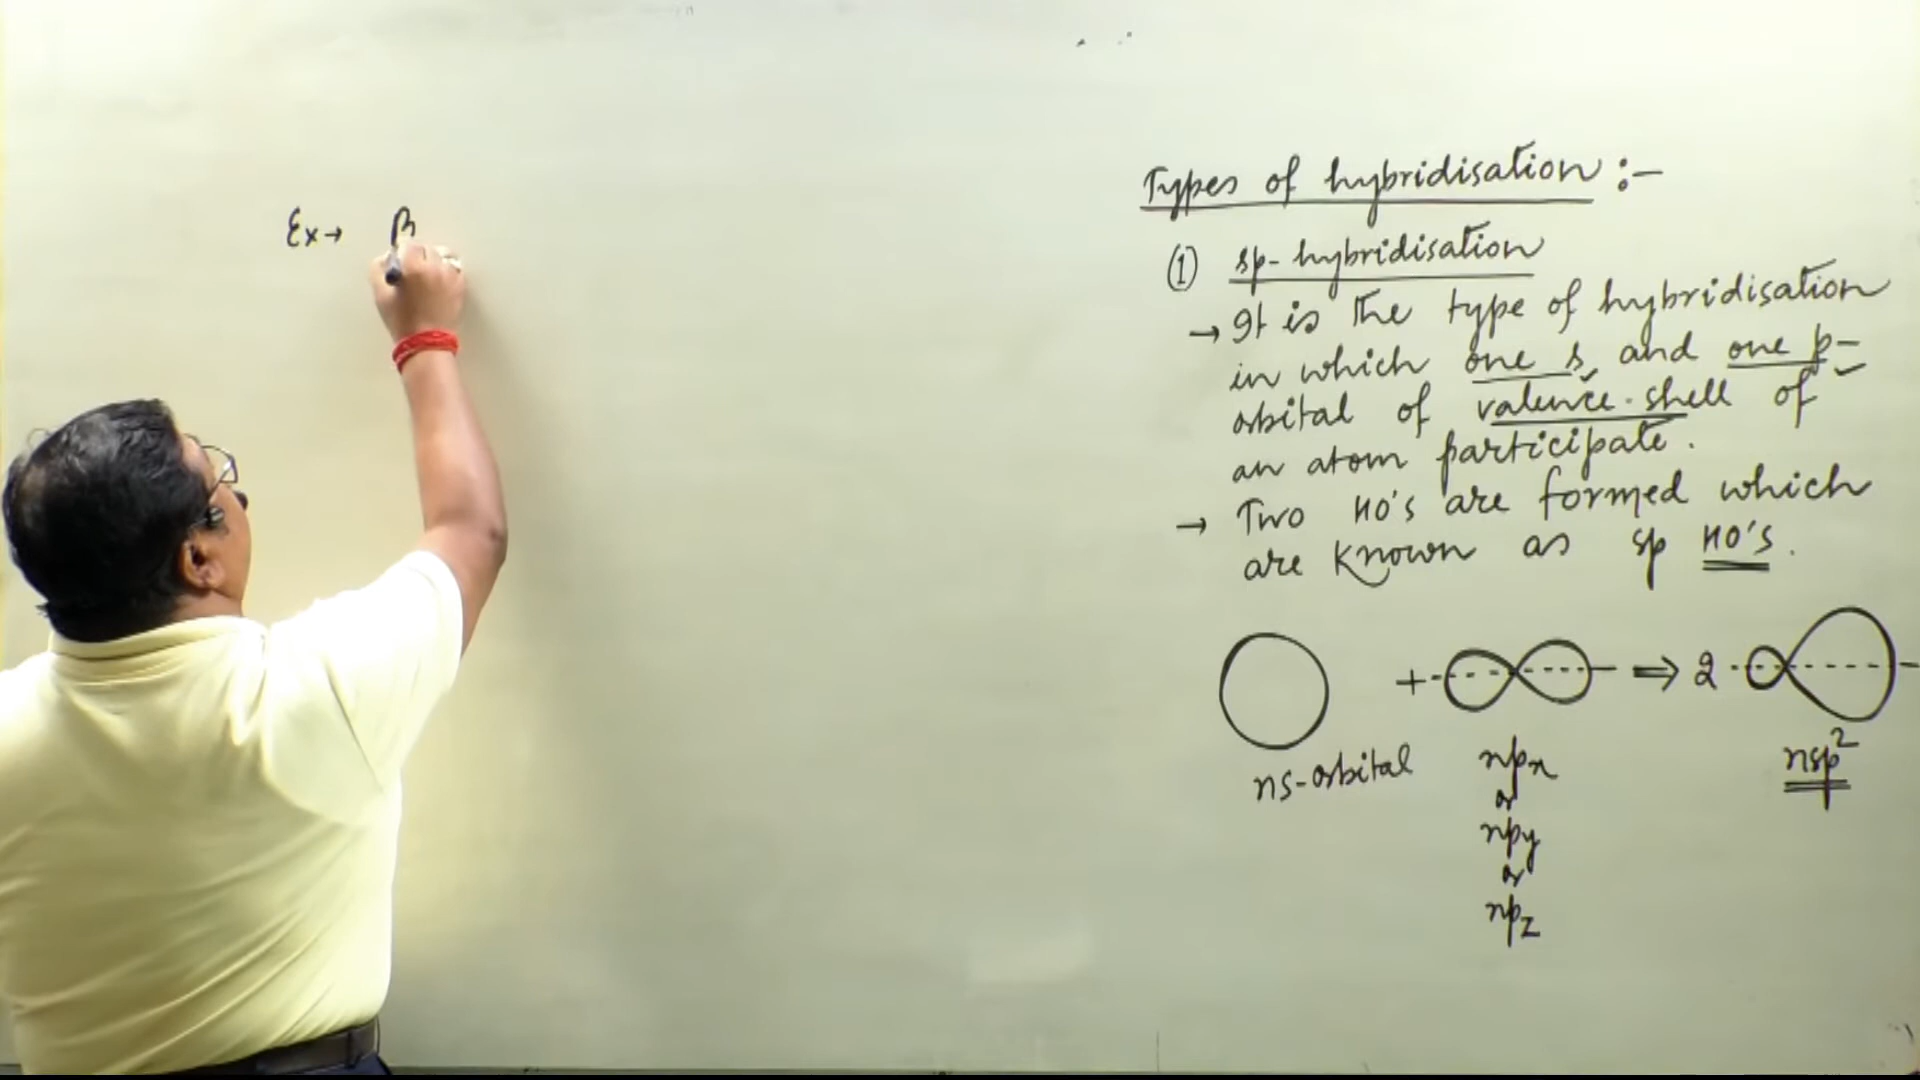 Ex→ B
Types of hybridisation :-
(1) sp-hybridisation
→ It is the type of hybridisation
in which one s and one p-
orbital of valence-shell of
an atom participate.
→ Two HO's are formed which
are known as sp HO's.
+ ⇒ 2
ns-orbital npx nsp²
or
npy
or
npz